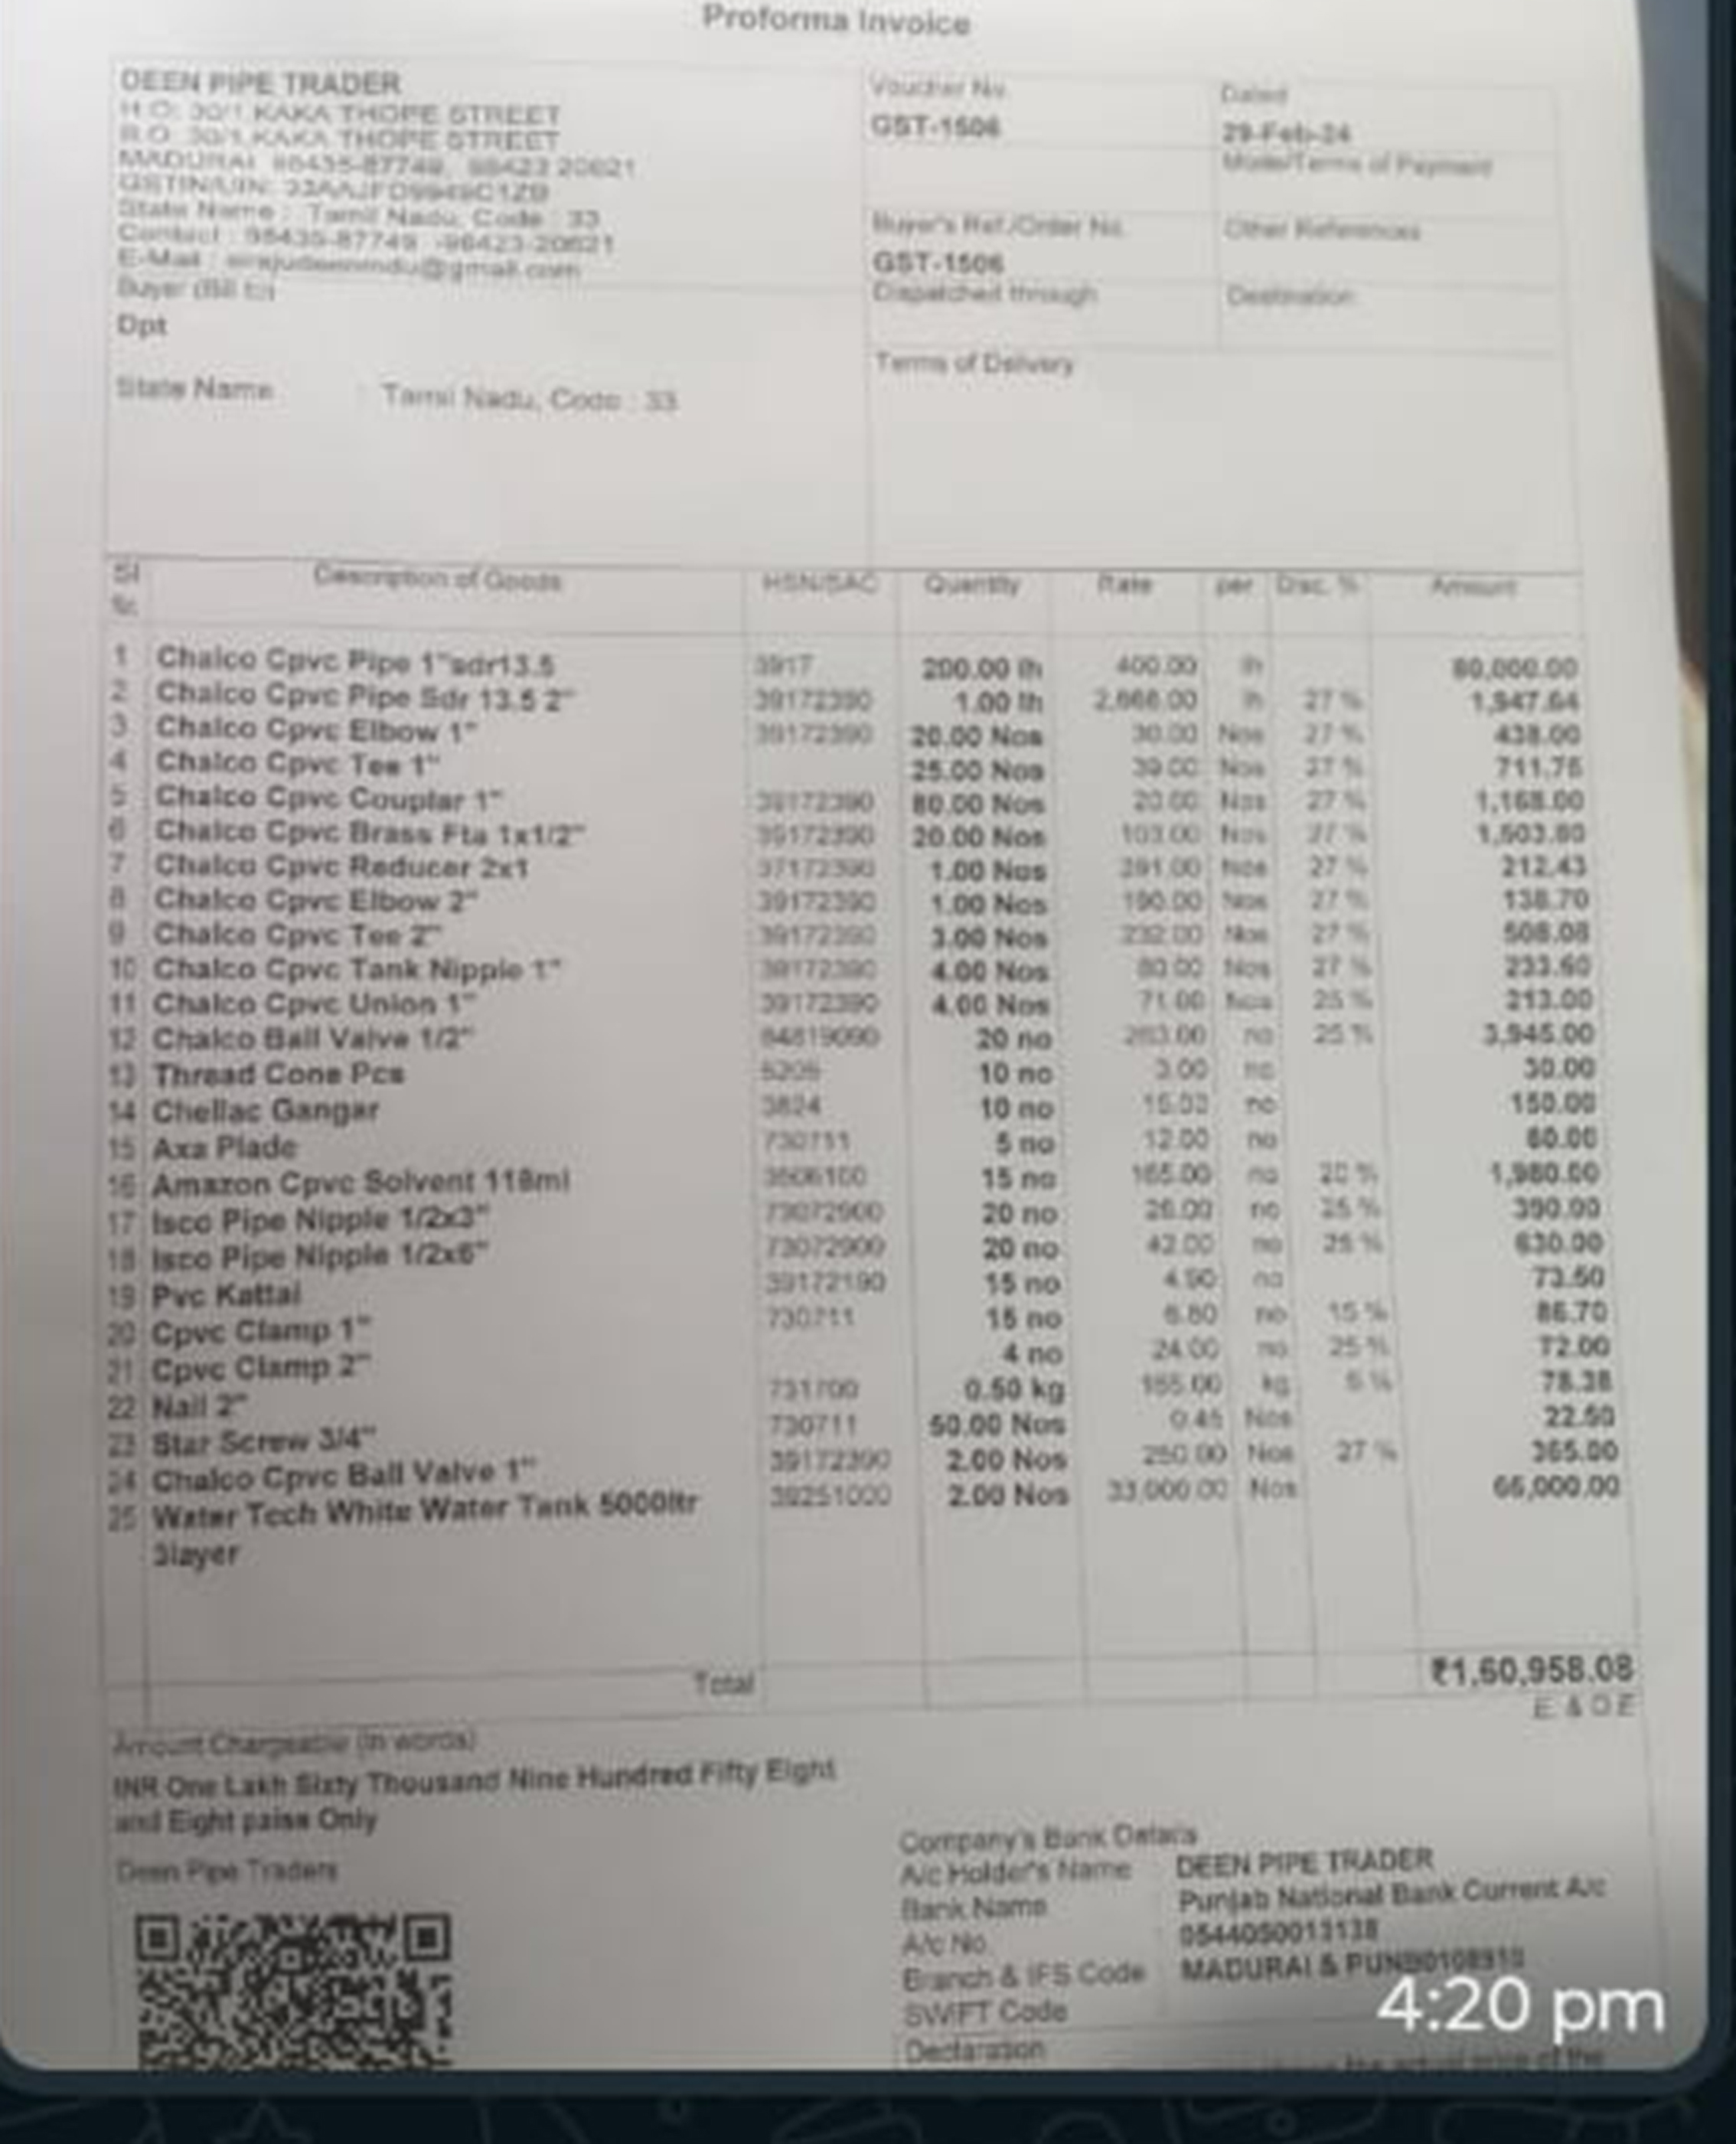 Proforma Invoice
DEEN PIPE TRADER
H.O: 30/1 KAKA THOPE STREET
B.O: 30/1 KAKA THOPE STREET
MADURAI 98435-87749, 98423 20621
GSTIN/UIN:
State Name : Tamil Nadu, Code : 33
Contact : 98435-87749 -98423-20621
E-Mail :
Buyer (Bill to)
Dpt
State Name : Tamil Nadu, Code : 33
Voucher No. Dated
GST-1506 29-Feb-24
Mode/Terms of Payment
Buyer's Ref./Order No. Other References
GST-1506
Dispatched through Destination
Terms of Delivery
Sl Description of Goods HSN/SAC Quantity Rate per Disc. % Amount
1 Chalco Cpvc Pipe 1"sdr13.5 3917 200.00 lh 400.00 lh 80,000.00
2 Chalco Cpvc Pipe Sdr 13.5 2" 39172390 1.00 lh 2,668.00 lh 27 % 1,947.64
3 Chalco Cpvc Elbow 1" 39172390 20.00 Nos 30.00 Nos 27 % 438.00
4 Chalco Cpvc Tee 1" 25.00 Nos 39.00 Nos 27 % 711.75
5 Chalco Cpvc Couplar 1" 39172390 80.00 Nos 20.00 Nos 27 % 1,168.00
6 Chalco Cpvc Brass Fta 1x1/2" 39172390 20.00 Nos 103.00 Nos 27 % 1,503.80
7 Chalco Cpvc Reducer 2x1 37172390 1.00 Nos 291.00 Nos 27 % 212.43
8 Chalco Cpvc Elbow 2" 39172390 1.00 Nos 190.00 Nos 27 % 138.70
9 Chalco Cpvc Tee 2" 39172390 3.00 Nos 232.00 Nos 27 % 508.08
10 Chalco Cpvc Tank Nipple 1" 39172390 4.00 Nos 80.00 Nos 27 % 233.60
11 Chalco Cpvc Union 1" 39172390 4.00 Nos 71.00 Nos 25 % 213.00
12 Chalco Ball Valve 1/2" 84819090 20 no 263.00 no 25 % 3,945.00
13 Thread Cone Pcs 5205 10 no 3.00 no 30.00
14 Chellac Gangar 3824 10 no 15.00 no 150.00
15 Axa Plade 730711 5 no 12.00 no 60.00
16 Amazon Cpvc Solvent 118ml 3506100 15 no 165.00 no 20 % 1,980.00
17 Isco Pipe Nipple 1/2x3" 73072900 20 no 26.00 no 25 % 390.00
18 Isco Pipe Nipple 1/2x6" 73072900 20 no 42.00 no 25 % 630.00
19 Pvc Kattai 39172190 15 no 4.90 no 73.50
20 Cpvc Clamp 1" 730711 15 no 6.80 no 15 % 86.70
21 Cpvc Clamp 2" 4 no 24.00 no 25 % 72.00
22 Nail 2" 731700 0.50 kg 165.00 kg 5 % 78.38
23 Star Screw 3/4" 730711 50.00 Nos 0.45 Nos 22.50
24 Chalco Cpvc Ball Valve 1" 39172390 2.00 Nos 250.00 Nos 27 % 365.00
25 Water Tech White Water Tank 5000ltr 39251000 2.00 Nos 33,000.00 Nos 66,000.00
3layer
Total ₹1,60,958.08
E & O E
Amount Chargeable (in words)
INR One Lakh Sixty Thousand Nine Hundred Fifty Eight
and Eight paise Only
Deen Pipe Traders
Company's Bank Details
A/c Holder's Name DEEN PIPE TRADER
Bank Name : Punjab National Bank Current A/c
A/c No. : 0544050013138
Branch & IFS Code : MADURAI &
SWIFT Code
Declaration
4:20 pm